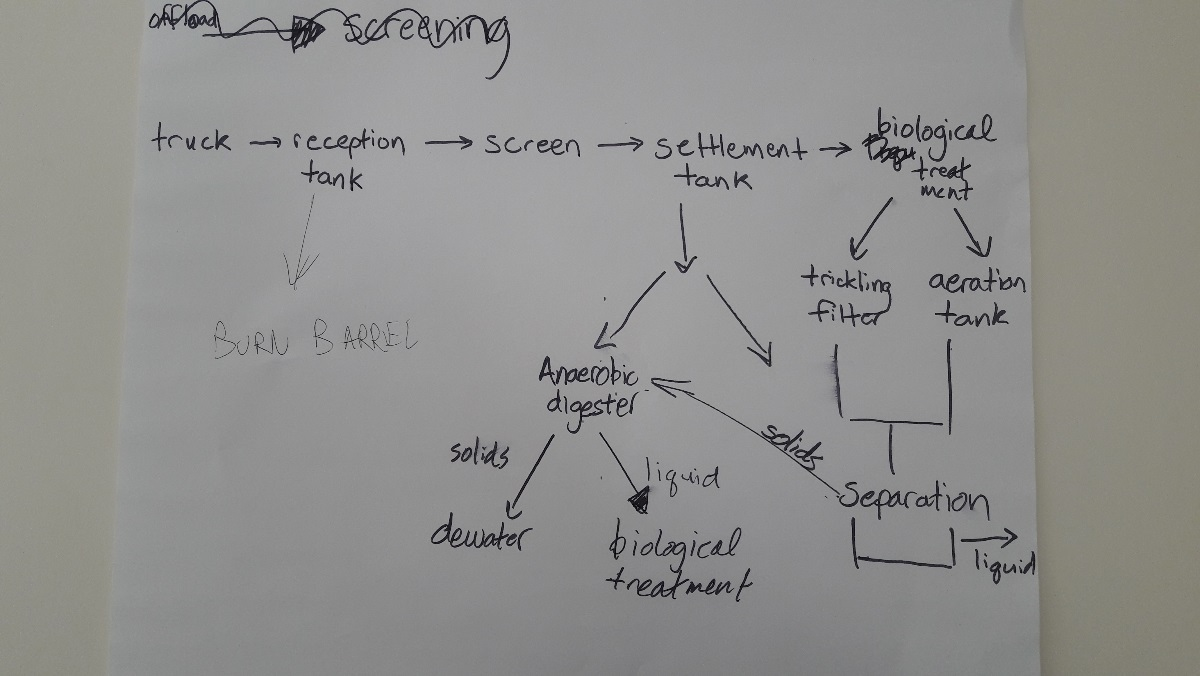 offload → screening
truck → reception → screen → settlement → biological
tank
tank
treat
ment
trickling
filter
aeration
tank
BURN BARREL
Anaerobic
digester
solids
solids
liquid
Separation
dewater
biological
treatment
liquid